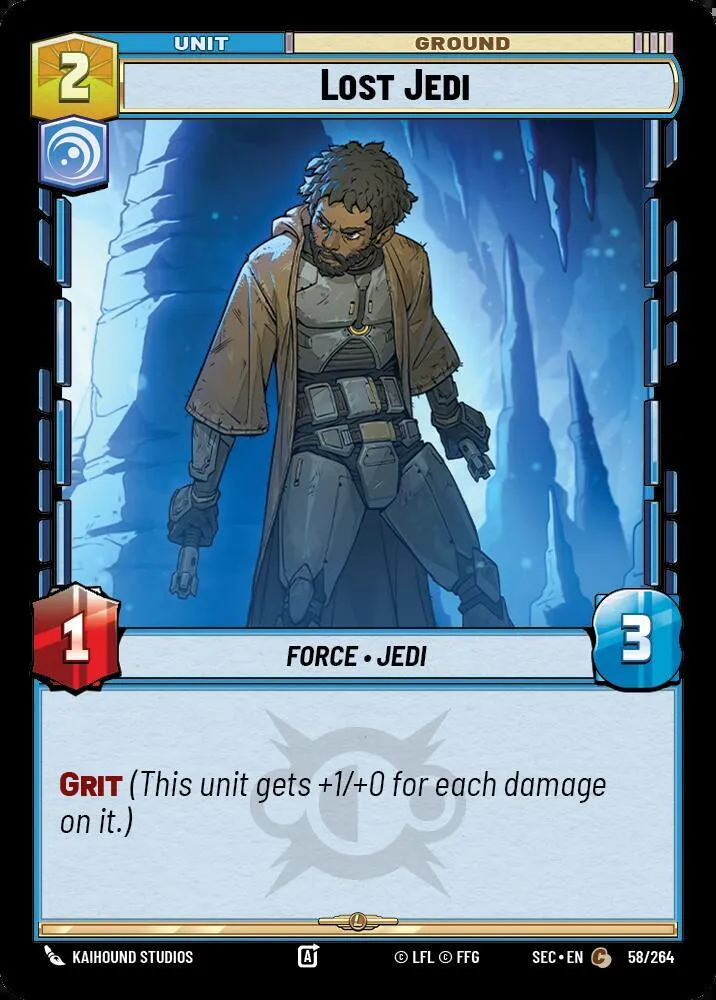 UNIT
GROUND
2
LOST JEDI
1
FORCE • JEDI
3
GRIT (This unit gets +1/+0 for each damage
on it.)
KAIHOUND STUDIOS
A
© LFL © FFG
SEC • EN
C
58/264